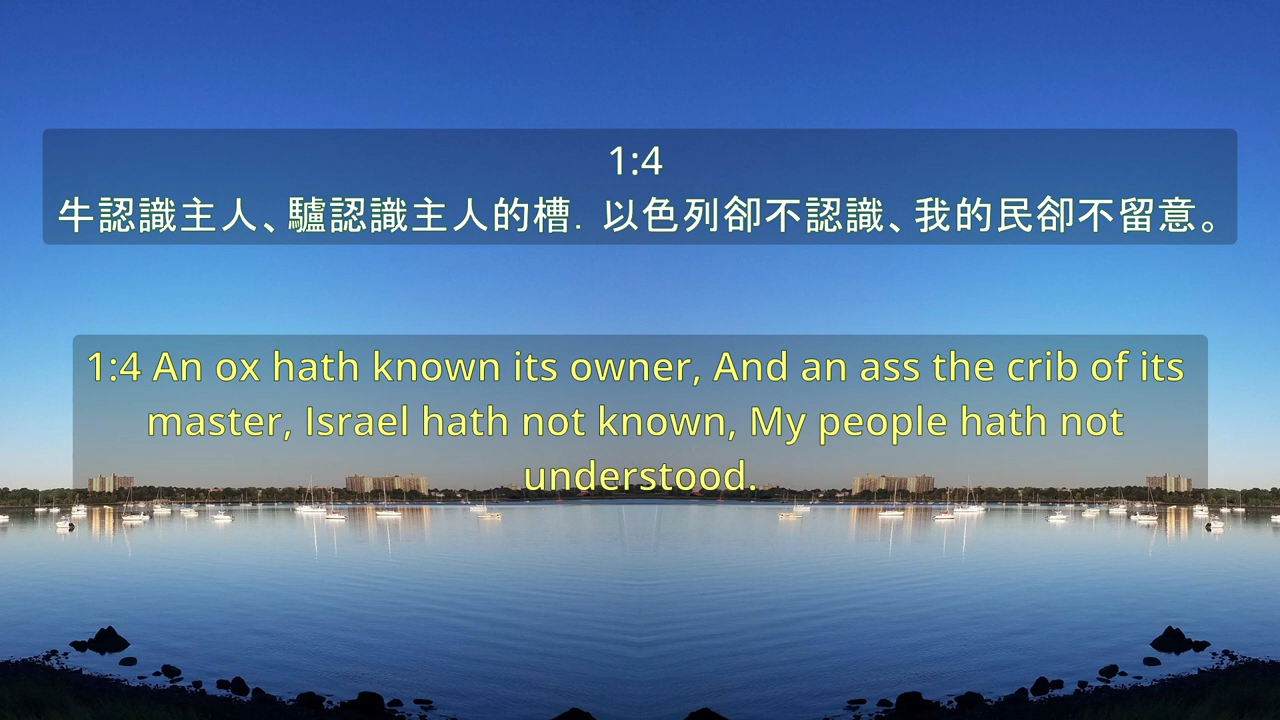 1:4
牛認識主人、驢認識主人的槽．以色列卻不認識、我的民卻不留意。
1:4 An ox hath known its owner, And an ass the crib of its
master, Israel hath not known, My people hath not
understood.